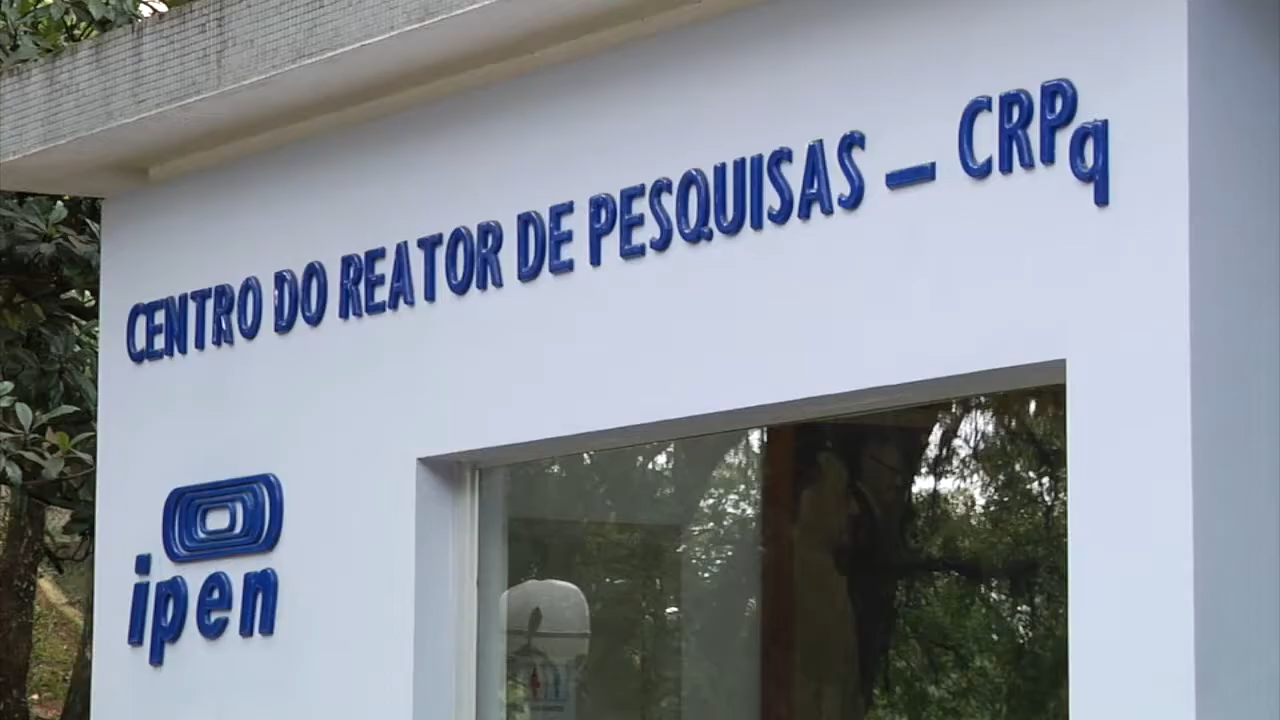 CENTRO DO REATOR DE PESQUISAS – CRPq
ipen